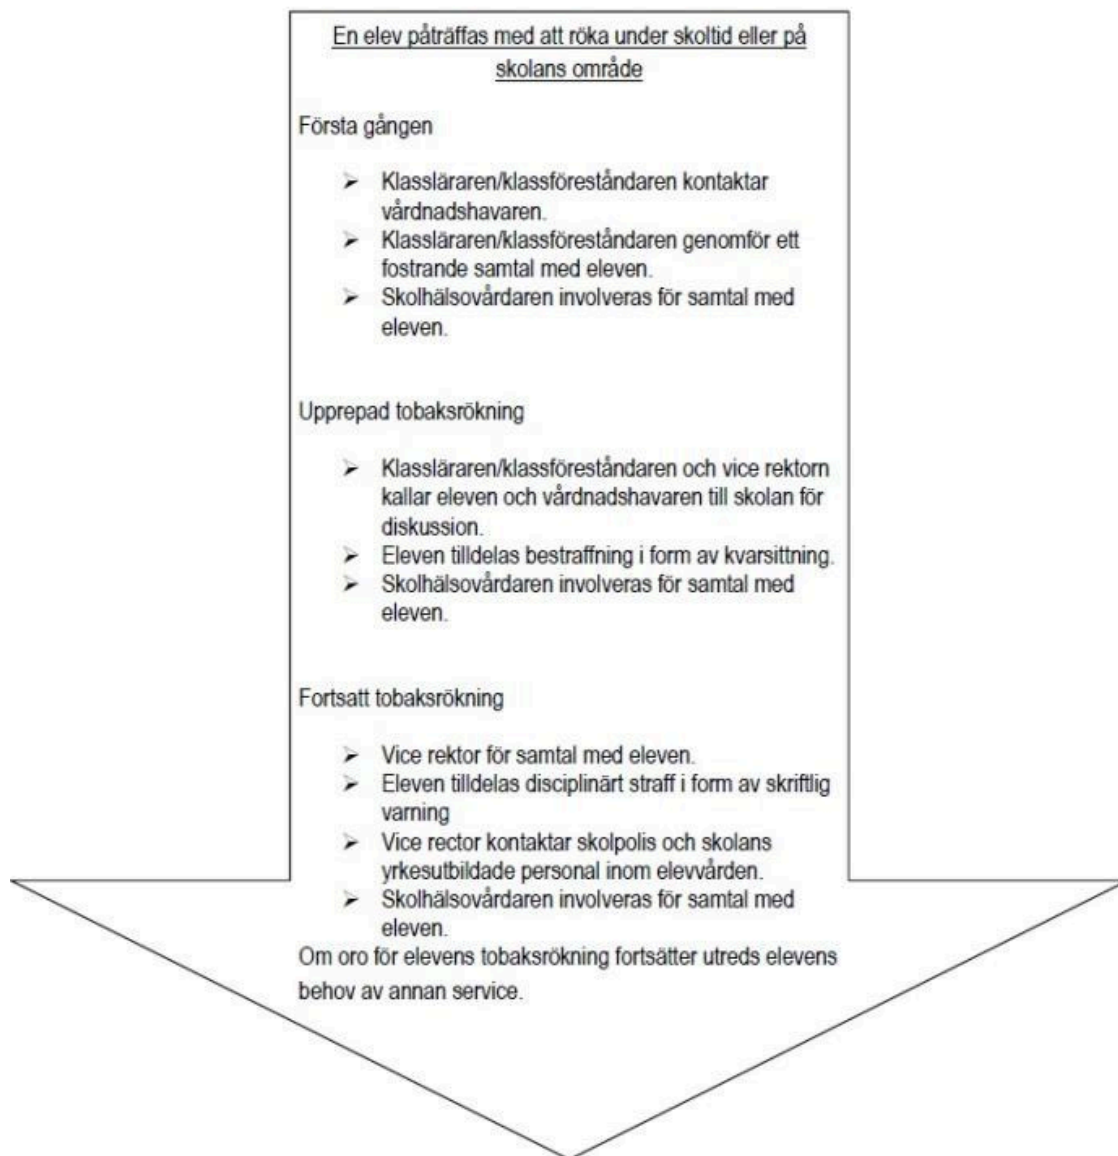 En elev påträffas med att röka under skoltid eller på
skolans område
Första gången
➢ Klassläraren/klassföreståndaren kontaktar
vårdnadshavaren.
➢ Klassläraren/klassföreståndaren genomför ett
fostrande samtal med eleven.
➢ Skolhälsovårdaren involveras för samtal med
eleven.
Upprepad tobaksrökning
➢ Klassläraren/klassföreståndaren och vice rektorn
kallar eleven och vårdnadshavaren till skolan för
diskussion.
➢ Eleven tilldelas bestraffning i form av kvarsittning.
➢ Skolhälsovårdaren involveras för samtal med
eleven.
Fortsatt tobaksrökning
➢ Vice rektor för samtal med eleven.
➢ Eleven tilldelas disciplinärt straff i form av skriftlig
varning
➢ Vice rector kontaktar skolpolis och skolans
yrkesutbildade personal inom elevvården.
➢ Skolhälsovårdaren involveras för samtal med
eleven.
Om oro för elevens tobaksrökning fortsätter utreds elevens
behov av annan service.